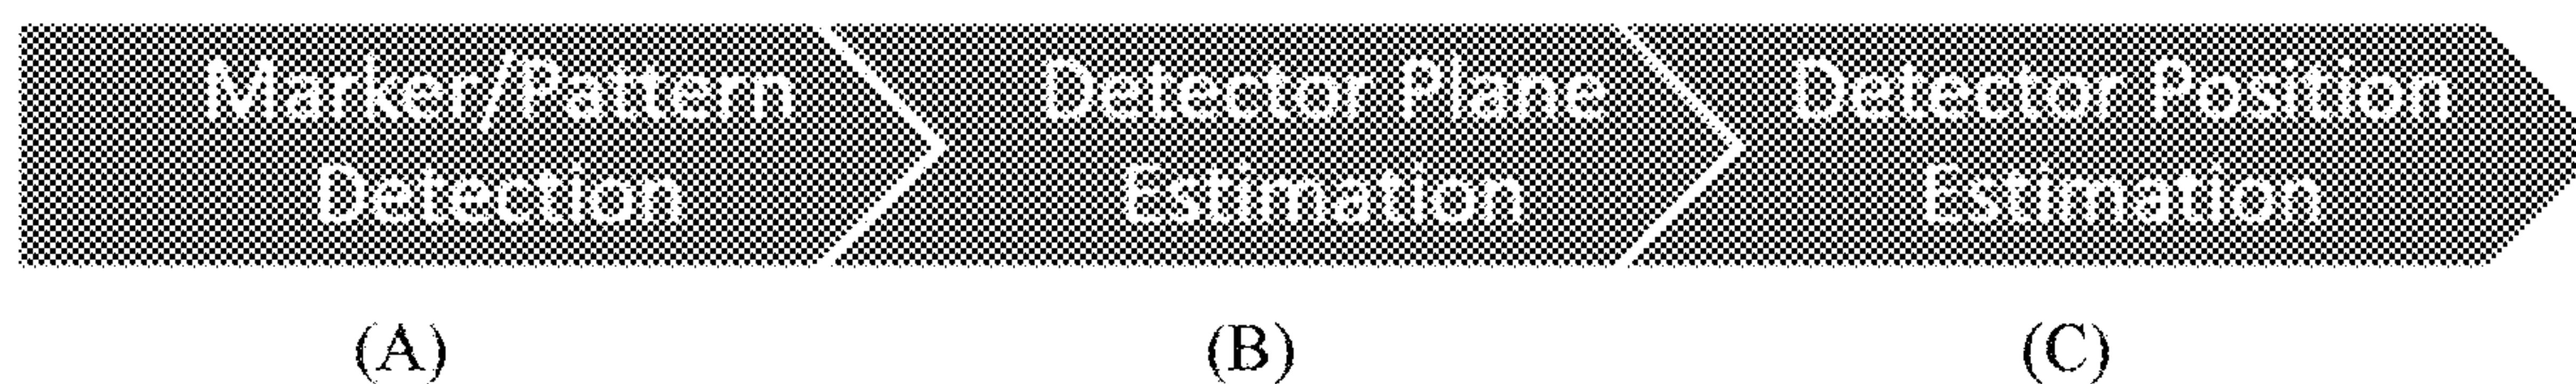 Marker/Pattern
Detection
Detector Plane
Estimation
Detector Position
Estimation
(A)
(B)
(C)